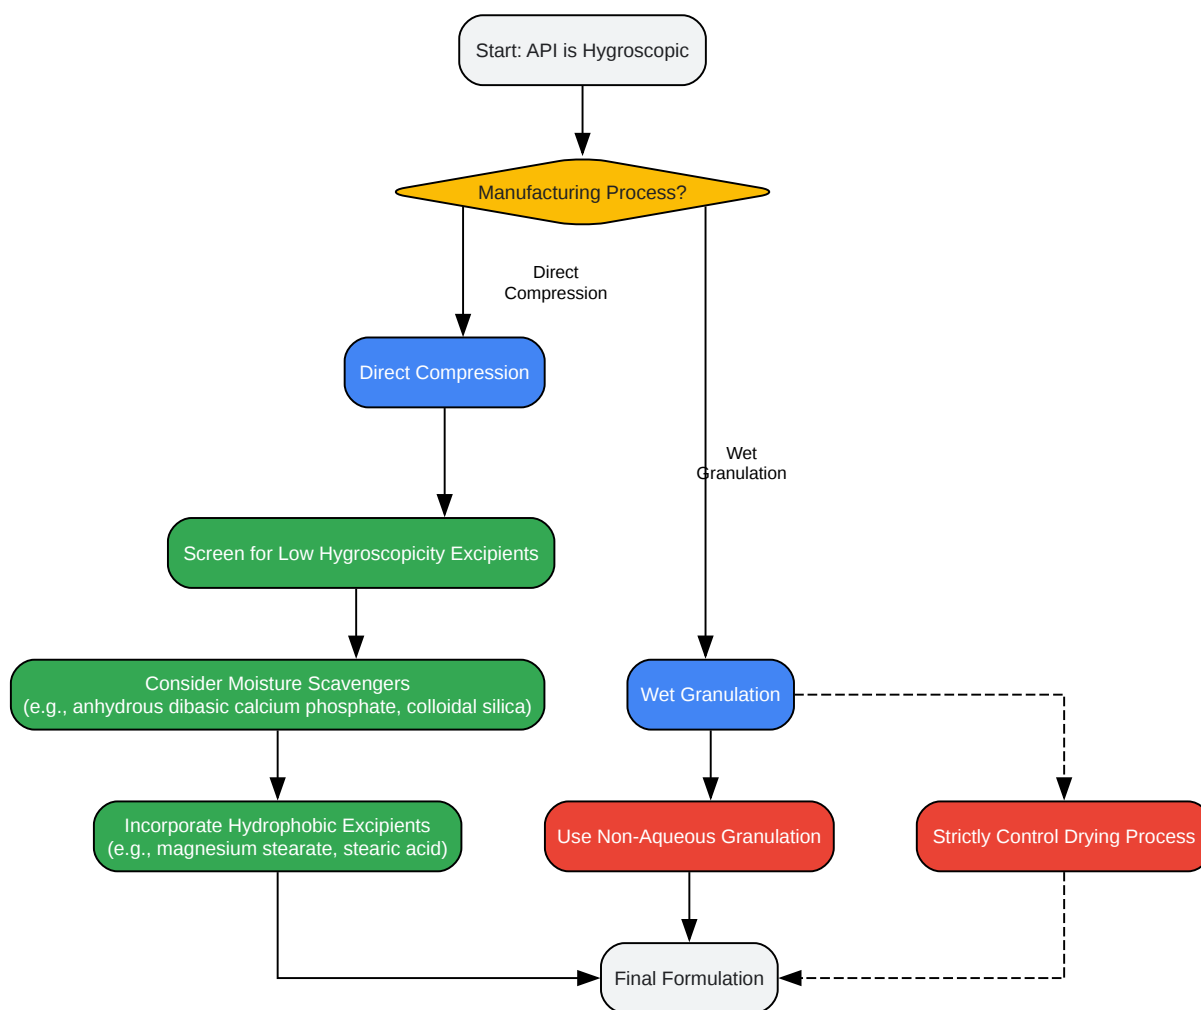 Start: API is Hygroscopic
Manufacturing Process?
Direct
Compression
Direct Compression
Wet
Granulation
Screen for Low Hygroscopicity Excipients
Consider Moisture Scavengers
(e.g., anhydrous dibasic calcium phosphate, colloidal silica)
Wet Granulation
Incorporate Hydrophobic Excipients
(e.g., magnesium stearate, stearic acid)
Use Non-Aqueous Granulation
Strictly Control Drying Process
Final Formulation